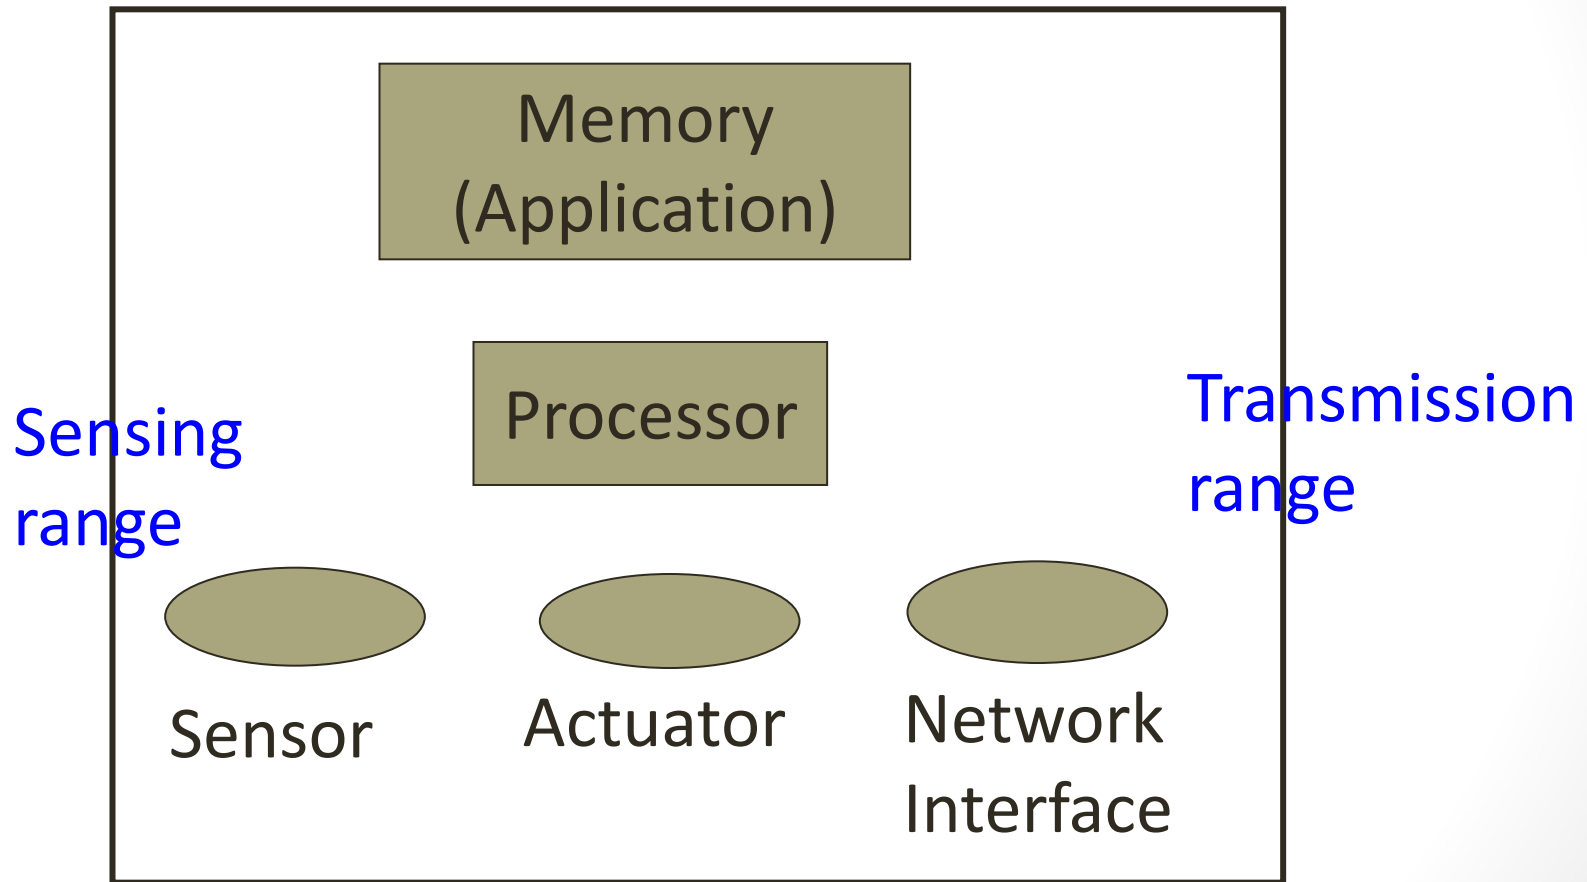 Memory
(Application)
Processor
Sensing
range
Transmission
range
Sensor
Actuator
Network
Interface